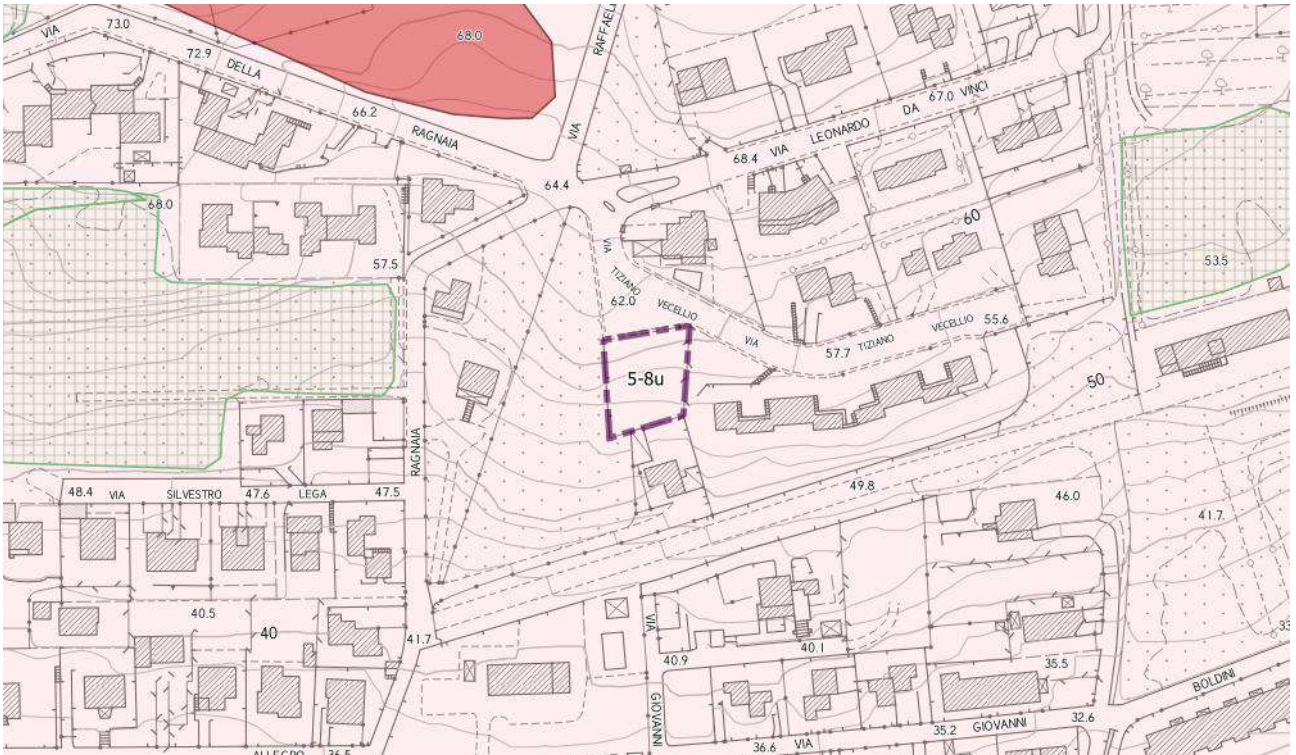 VIA
73.0
72.9
DELLA
66.2
RAGNAIA
68.0
VIA
68.4
VIA
LEONARDO
DA
67.0
VINCI
64.4
68.0
57.5
60
53.5
VIA
TIZIANO
62.0
VECELLIO
VIA
57.7
TIZIANO
VECELLIO
55.6
5-8u
50
RAGNAIA
48.4
VIA
SILVESTRO
47.6
LEGA
47.5
49.8
46.0
41.7
40.5
40
41.7
VIA
GIOVANNI
40.9
40.1
35.5
BOLDINI
36.6
VIA
35.2
GIOVANNI
32.6